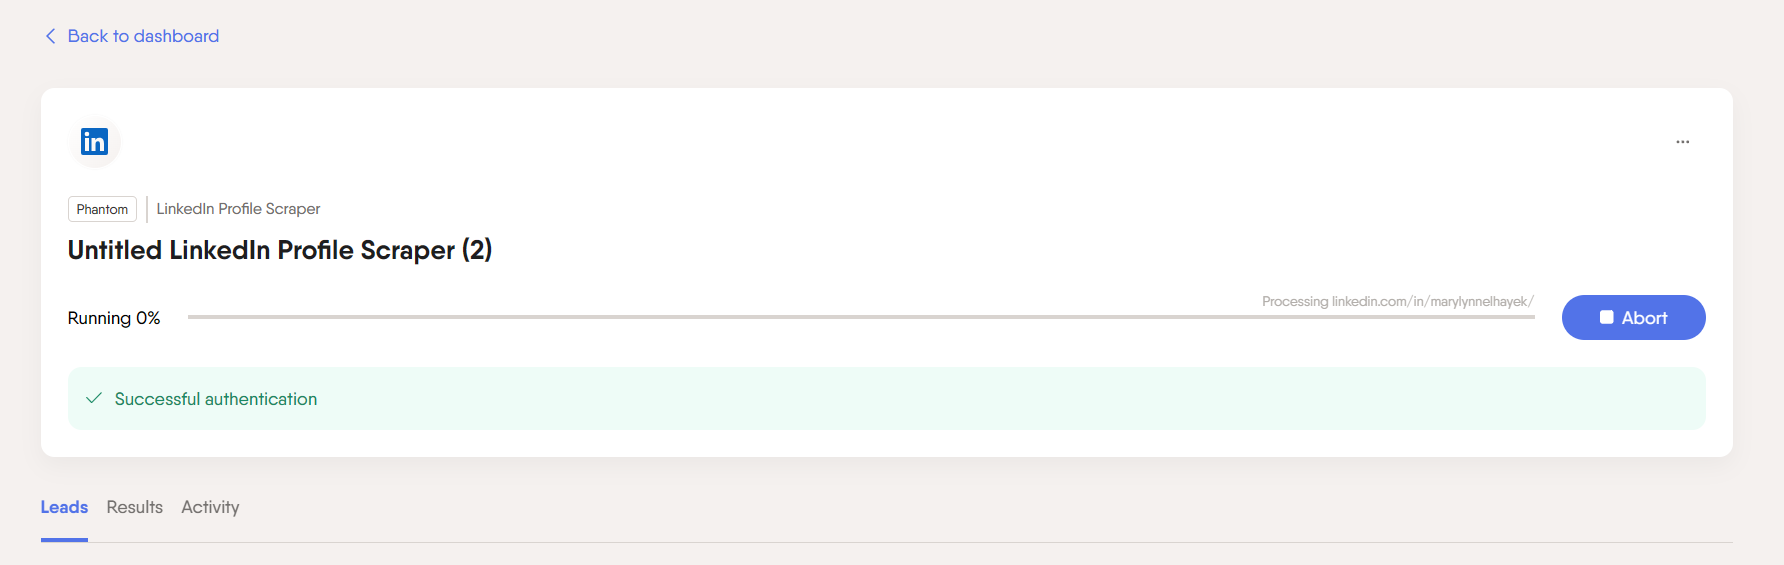 Back to dashboard
in
...
Phantom
LinkedIn Profile Scraper
Untitled LinkedIn Profile Scraper (2)
Processing linkedin.com/in/marylynnelhayek/
Running 0%
Abort
Successful authentication
Leads Results Activity